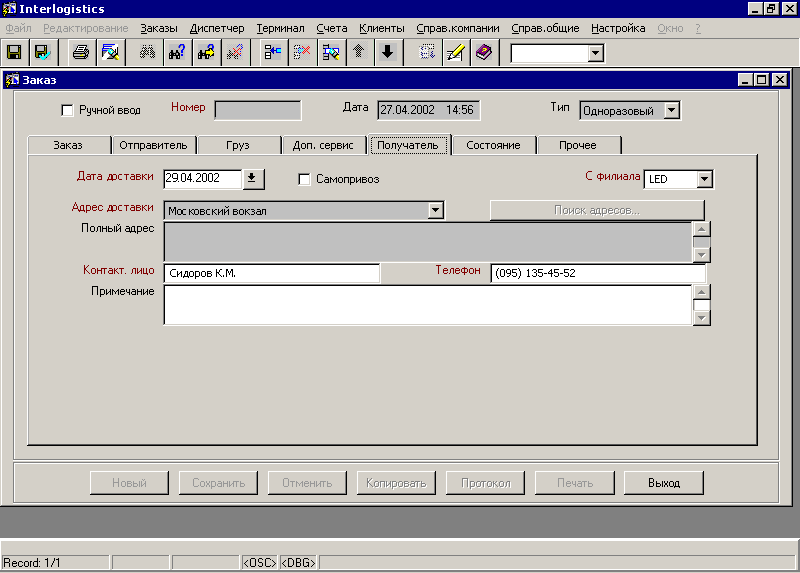 Interlogistics
Файл Редактирование Заказы Диспетчер Терминал Счета Клиенты Справ.компании Справ.общие Настройка Окно ?
Заказ
Ручной ввод Номер Дата 27.04.2002 14:56 Тип Одноразовый
Заказ Отправитель Груз Доп. сервис Получатель Состояние Прочее
Дата доставки 29.04.2002 Самопривоз С филиала LED
Адрес доставки Московский вокзал Поиск адресов...
Полный адрес
Контакт. лицо Сидоров К.М. Телефон (095) 135-45-52
Примечание
Новый Сохранить Отменить Копировать Протокол Печать Выход
Record: 1/1 <OSC> <DBG>